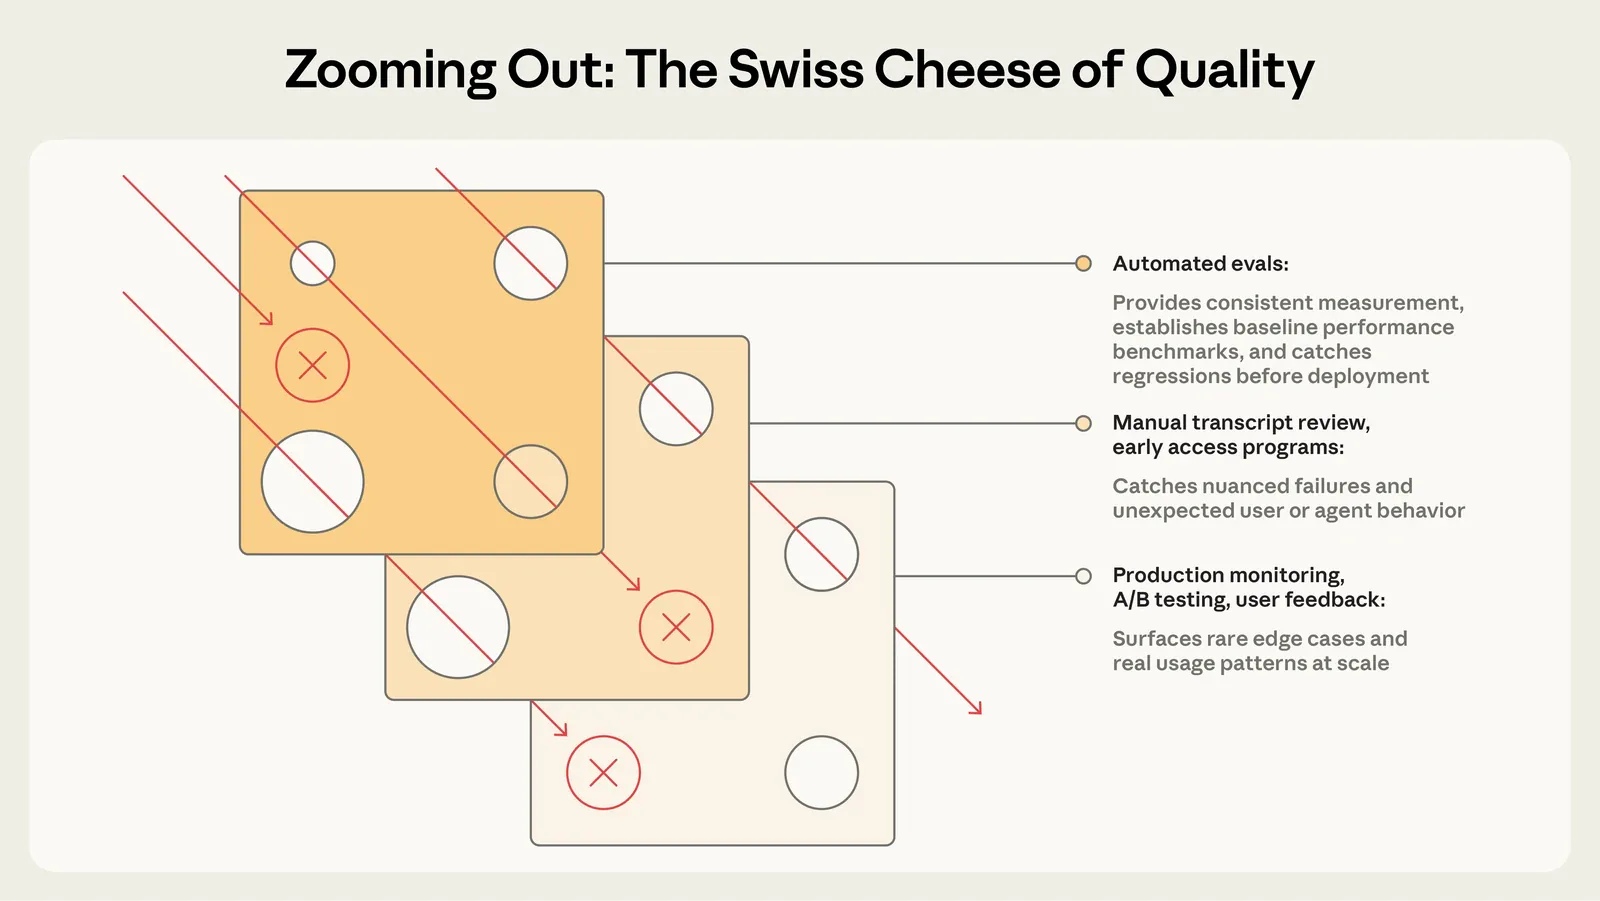 Zooming Out: The Swiss Cheese of Quality
Automated evals:
Provides consistent measurement,
establishes baseline performance
benchmarks, and catches
regressions before deployment
Manual transcript review,
early access programs:
Catches nuanced failures and
unexpected user or agent behavior
Production monitoring,
A/B testing, user feedback:
Surfaces rare edge cases and
real usage patterns at scale